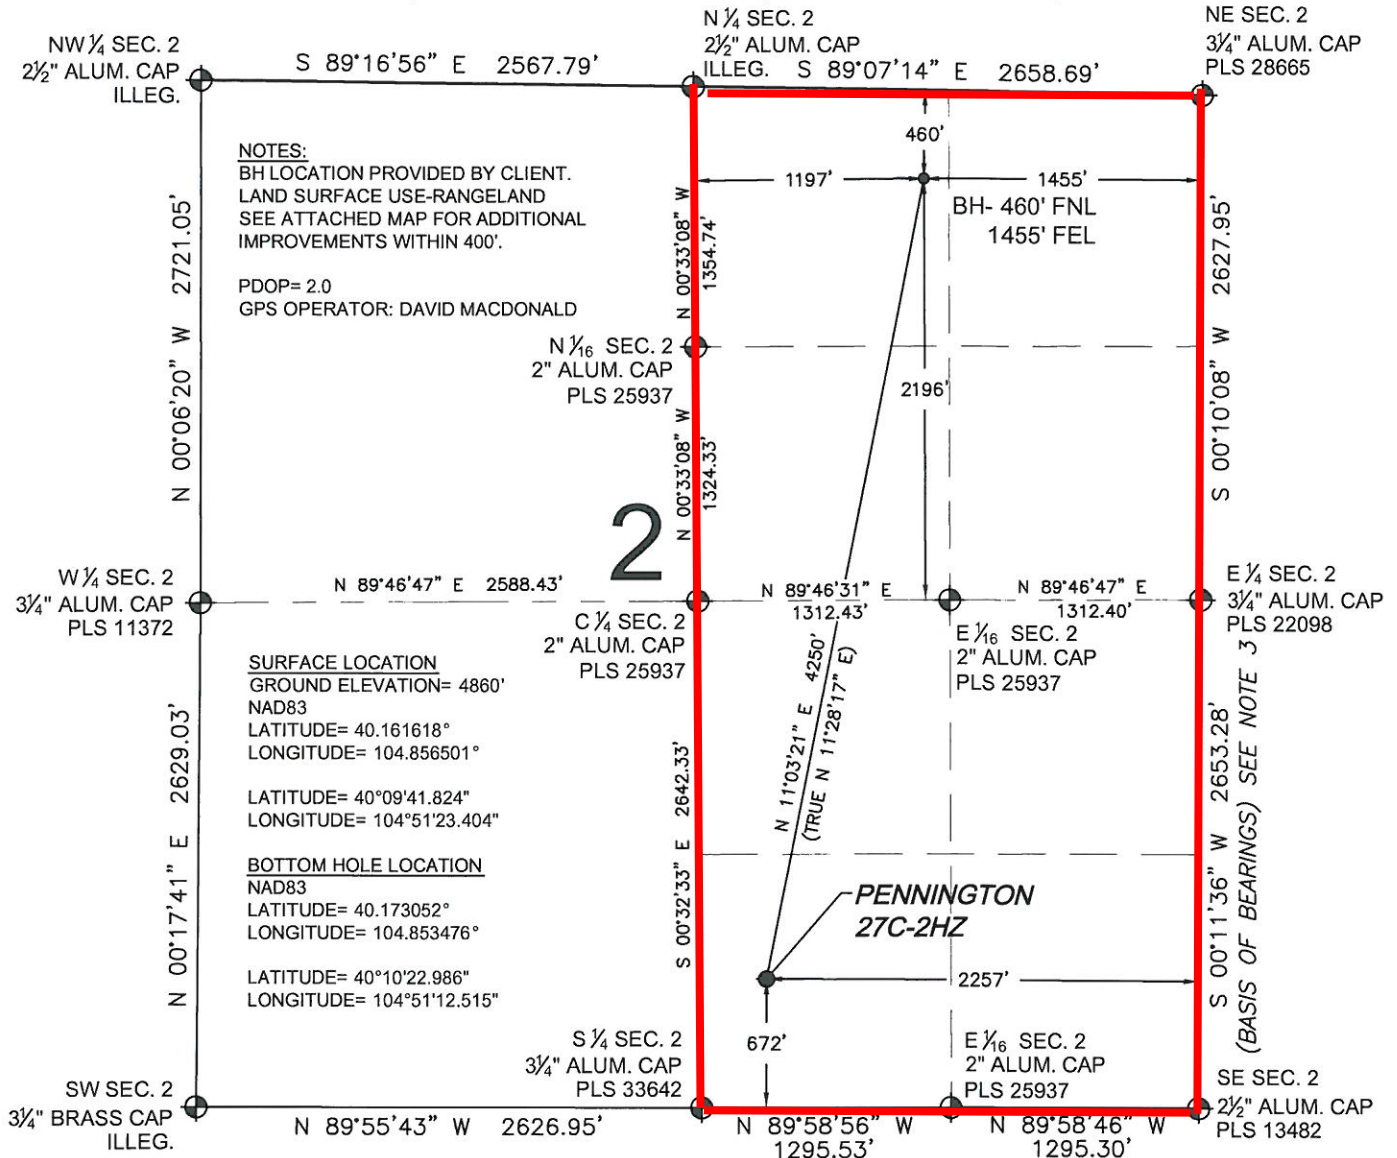 NW ¼ SEC. 2
2½" ALUM. CAP
ILLEG.
S 89°16'56" E 2567.79'
N ¼ SEC. 2
2½" ALUM. CAP
ILLEG.
S 89°07'14" E 2658.69'
NE SEC. 2
3¼" ALUM. CAP
PLS 28665
NOTES:
BH LOCATION PROVIDED BY CLIENT.
LAND SURFACE USE-RANGELAND
SEE ATTACHED MAP FOR ADDITIONAL
IMPROVEMENTS WITHIN 400'.
PDOP= 2.0
GPS OPERATOR: DAVID MACDONALD
460'
1197'
1455'
BH- 460' FNL
1455' FEL
N 00°06'20" W 2721.05'
N 00°33'08" W
1354.74'
S 00°10'08" W 2627.95'
N 1⁄16 SEC. 2
2" ALUM. CAP
PLS 25937
2196'
N 00°33'08" W
1324.33'
2
W ¼ SEC. 2
3¼" ALUM. CAP
PLS 11372
N 89°46'47" E 2588.43'
C ¼ SEC. 2
2" ALUM. CAP
PLS 25937
N 89°46'31" E
1312.43'
N 89°46'47" E
1312.40'
E 1⁄16 SEC. 2
2" ALUM. CAP
PLS 25937
E ¼ SEC. 2
3¼" ALUM. CAP
PLS 22098
SURFACE LOCATION
GROUND ELEVATION= 4860'
NAD83
LATITUDE= 40.161618°
LONGITUDE= 104.856501°
LATITUDE= 40°09'41.824"
LONGITUDE= 104°51'23.404"
BOTTOM HOLE LOCATION
NAD83
LATITUDE= 40.173052°
LONGITUDE= 104.853476°
LATITUDE= 40°10'22.986"
LONGITUDE= 104°51'12.515"
N 00°17'41" E 2629.03'
S 00°32'33" E 2642.33'
N 11°03'21" E 4250'
(TRUE N 11°28'17" E)
S 00°11'36" W 2653.28'
(BASIS OF BEARINGS) SEE NOTE 3
PENNINGTON
27C-2HZ
2257'
672'
S ¼ SEC. 2
3¼" ALUM. CAP
PLS 33642
E 1⁄16 SEC. 2
2" ALUM. CAP
PLS 25937
SW SEC. 2
3¼" BRASS CAP
ILLEG.
N 89°55'43" W 2626.95'
N 89°58'56" W
1295.53'
N 89°58'46" W
1295.30'
SE SEC. 2
2½" ALUM. CAP
PLS 13482